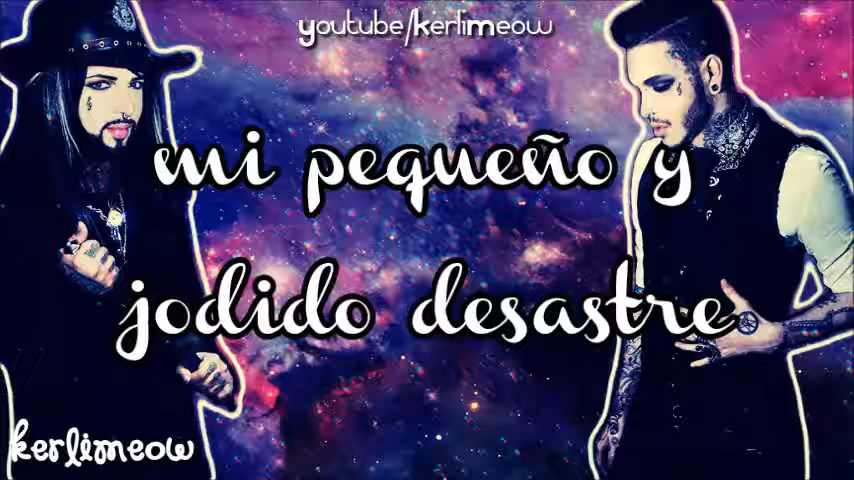 youtube/kerlimeow
mi pequeño y
jodido desastre
kerlimeow